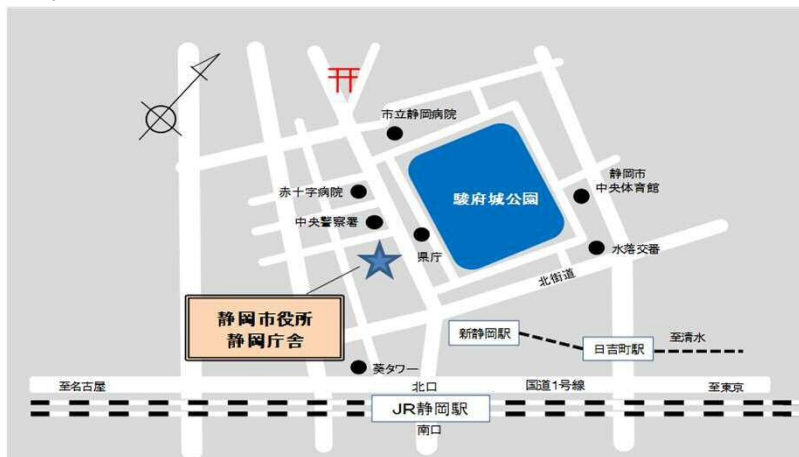 市立静岡病院
静岡市
中央体育館
赤十字病院
駿府城公園
中央警察署
県庁
水落交番
北街道
静岡市役所
静岡庁舎
新静岡駅
日吉町駅
至清水
葵タワー
至名古屋
北口
国道1号線
至東京
JR静岡駅
南口